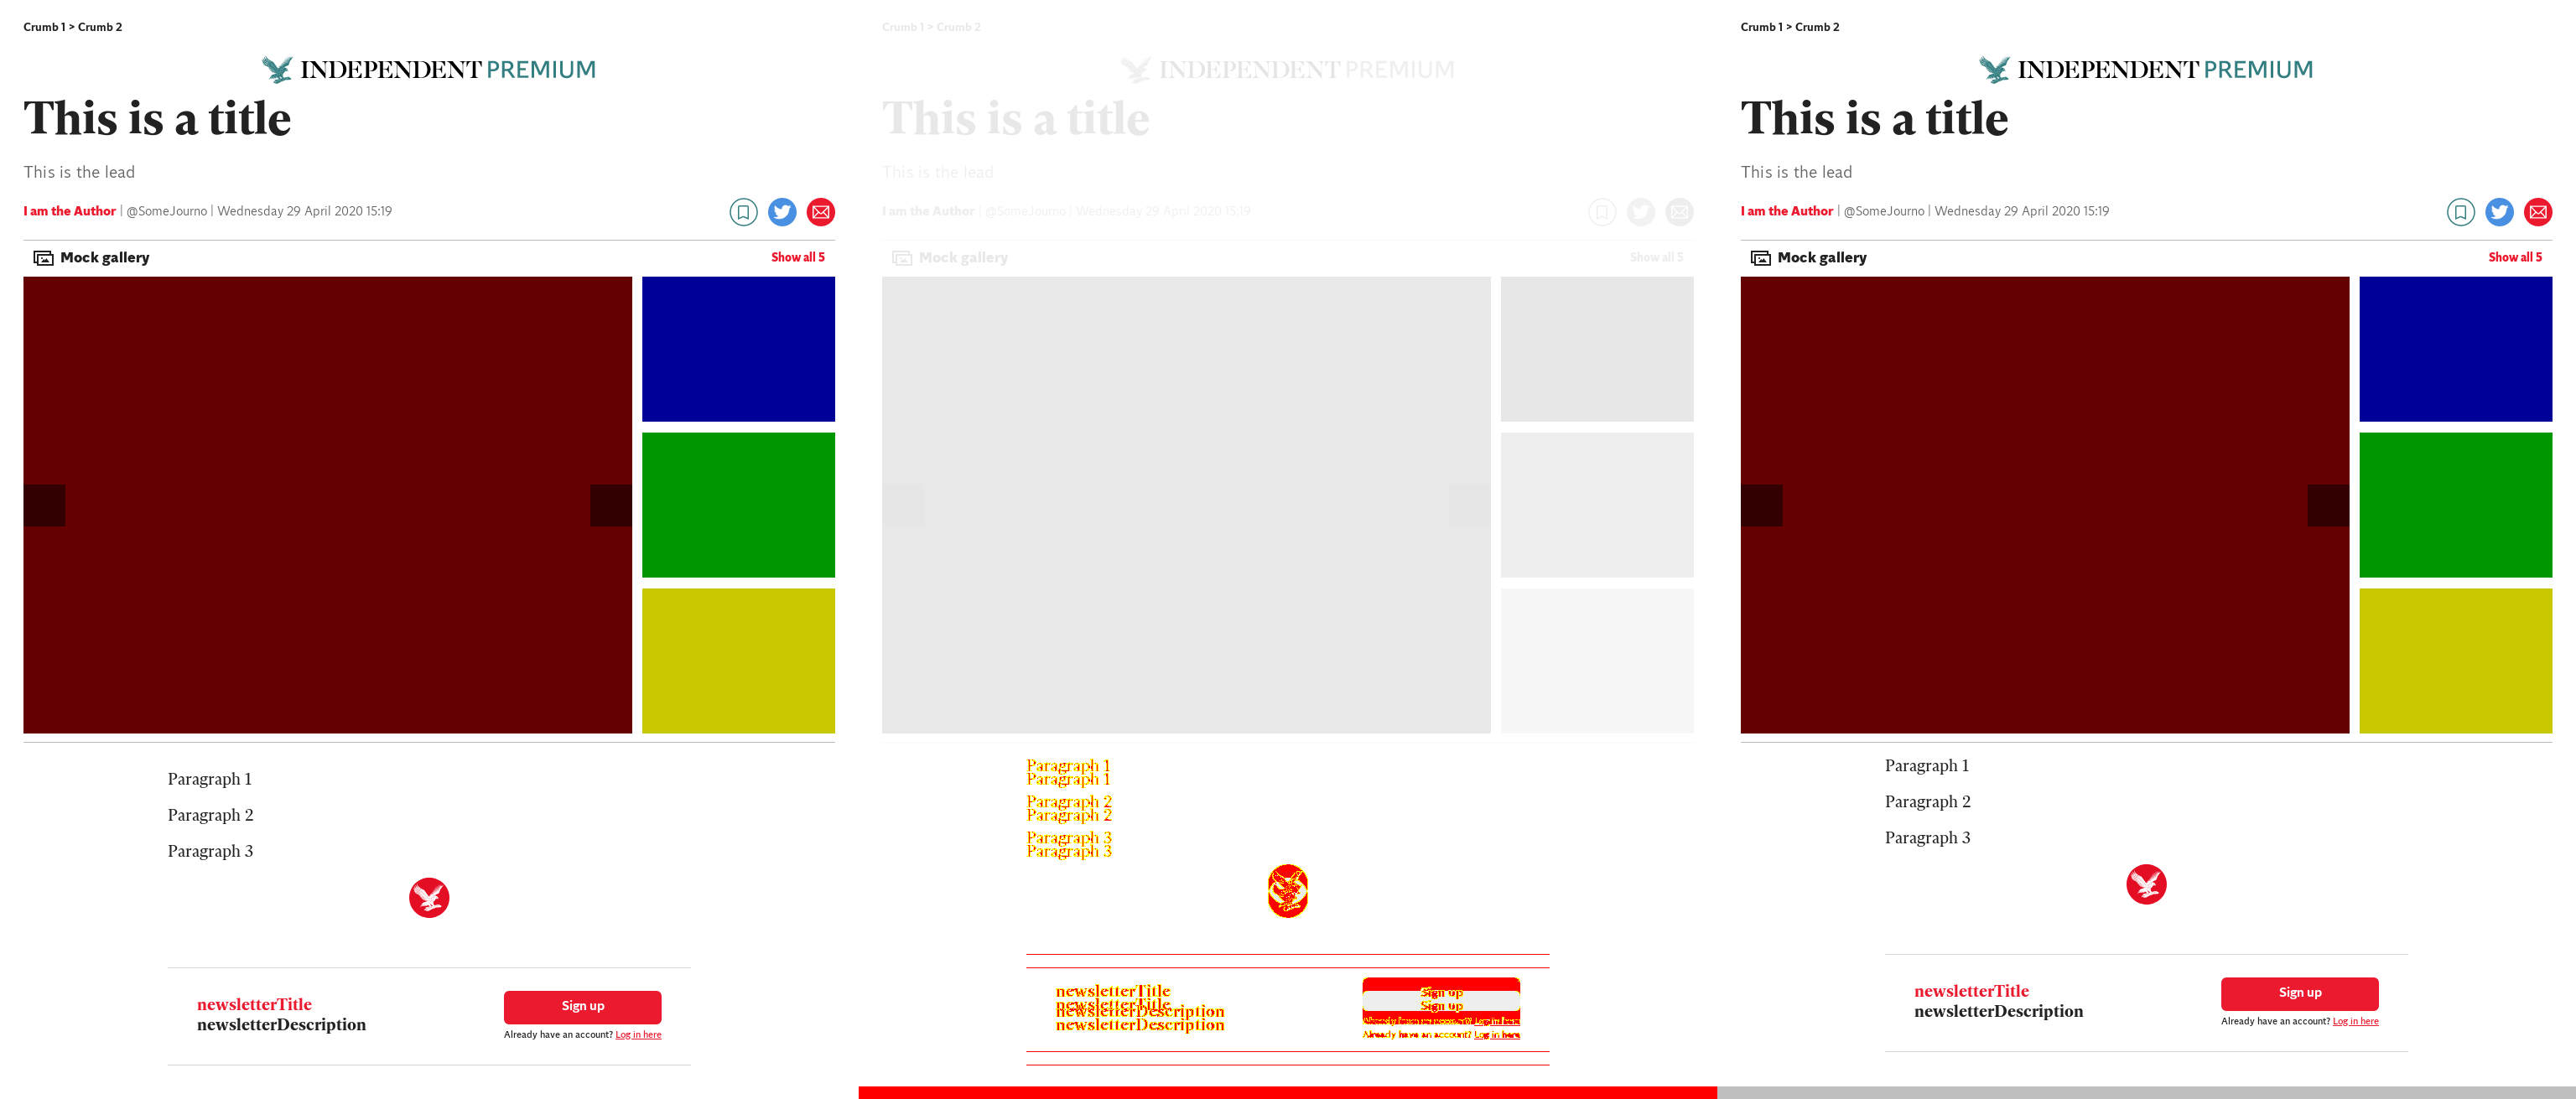 Crumb 1 > Crumb 2
INDEPENDENT PREMIUM
This is a title
This is the lead
I am the Author | @SomeJourno | Wednesday 29 April 2020 15:19
Mock gallery
Show all 5
Paragraph 1
Paragraph 2
Paragraph 3
newsletterTitle
newsletterDescription
Sign up
Already have an account? Log in here
Crumb 1 > Crumb 2
INDEPENDENT PREMIUM
This is a title
This is the lead
I am the Author | @SomeJourno | Wednesday 29 April 2020 15:19
Mock gallery
Show all 5
Paragraph 1
Paragraph 1
Paragraph 2
Paragraph 2
Paragraph 3
Paragraph 3
newsletterTitle
newsletterTitle
newsletterDescription
newsletterDescription
Sign up
Sign up
Already have an account? Log in here
Already have an account? Log in here
Crumb 1 > Crumb 2
INDEPENDENT PREMIUM
This is a title
This is the lead
I am the Author | @SomeJourno | Wednesday 29 April 2020 15:19
Mock gallery
Show all 5
Paragraph 1
Paragraph 2
Paragraph 3
newsletterTitle
newsletterDescription
Sign up
Already have an account? Log in here